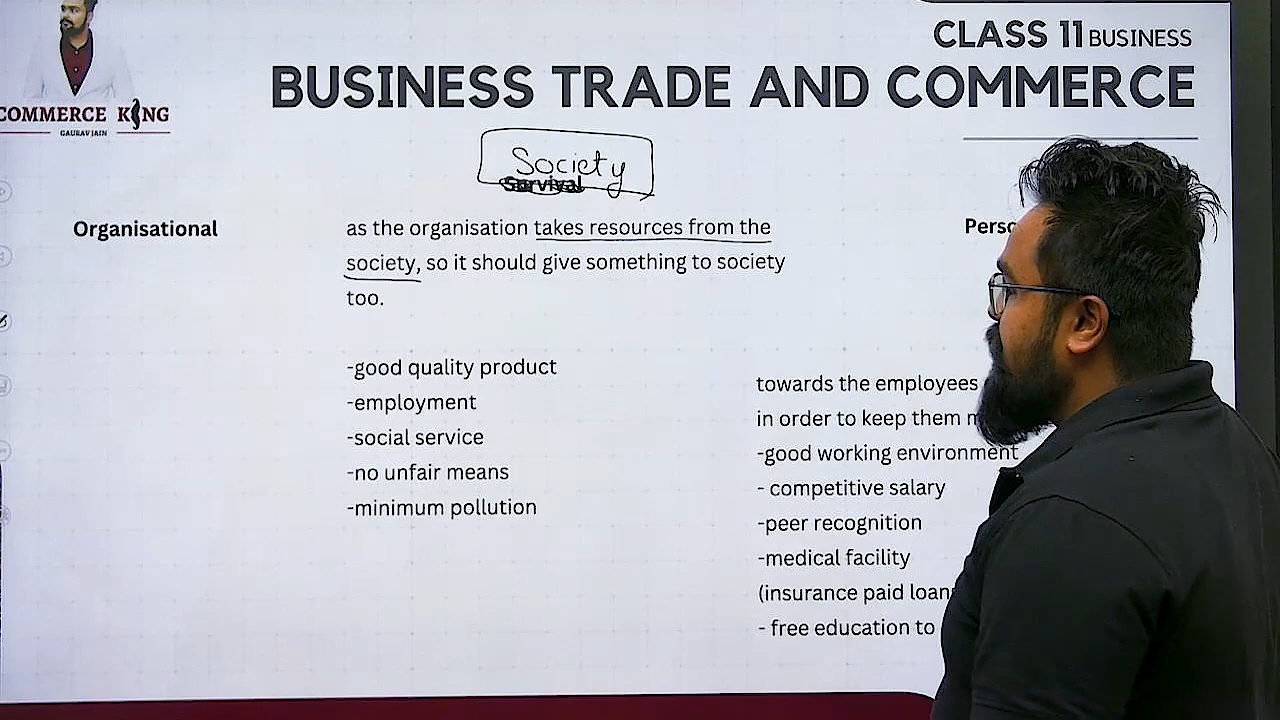 CLASS 11 BUSINESS
BUSINESS TRADE AND COMMERCE
COMMERCE KING
GAURAV JAIN
Society
Survival
Organisational
as the organisation takes resources from the
society, so it should give something to society
too.
-good quality product
-employment
-social service
-no unfair means
-minimum pollution
towards the employees
in order to keep them
-good working environment
- competitive salary
-peer recognition
-medical facility
(insurance paid
- free education to